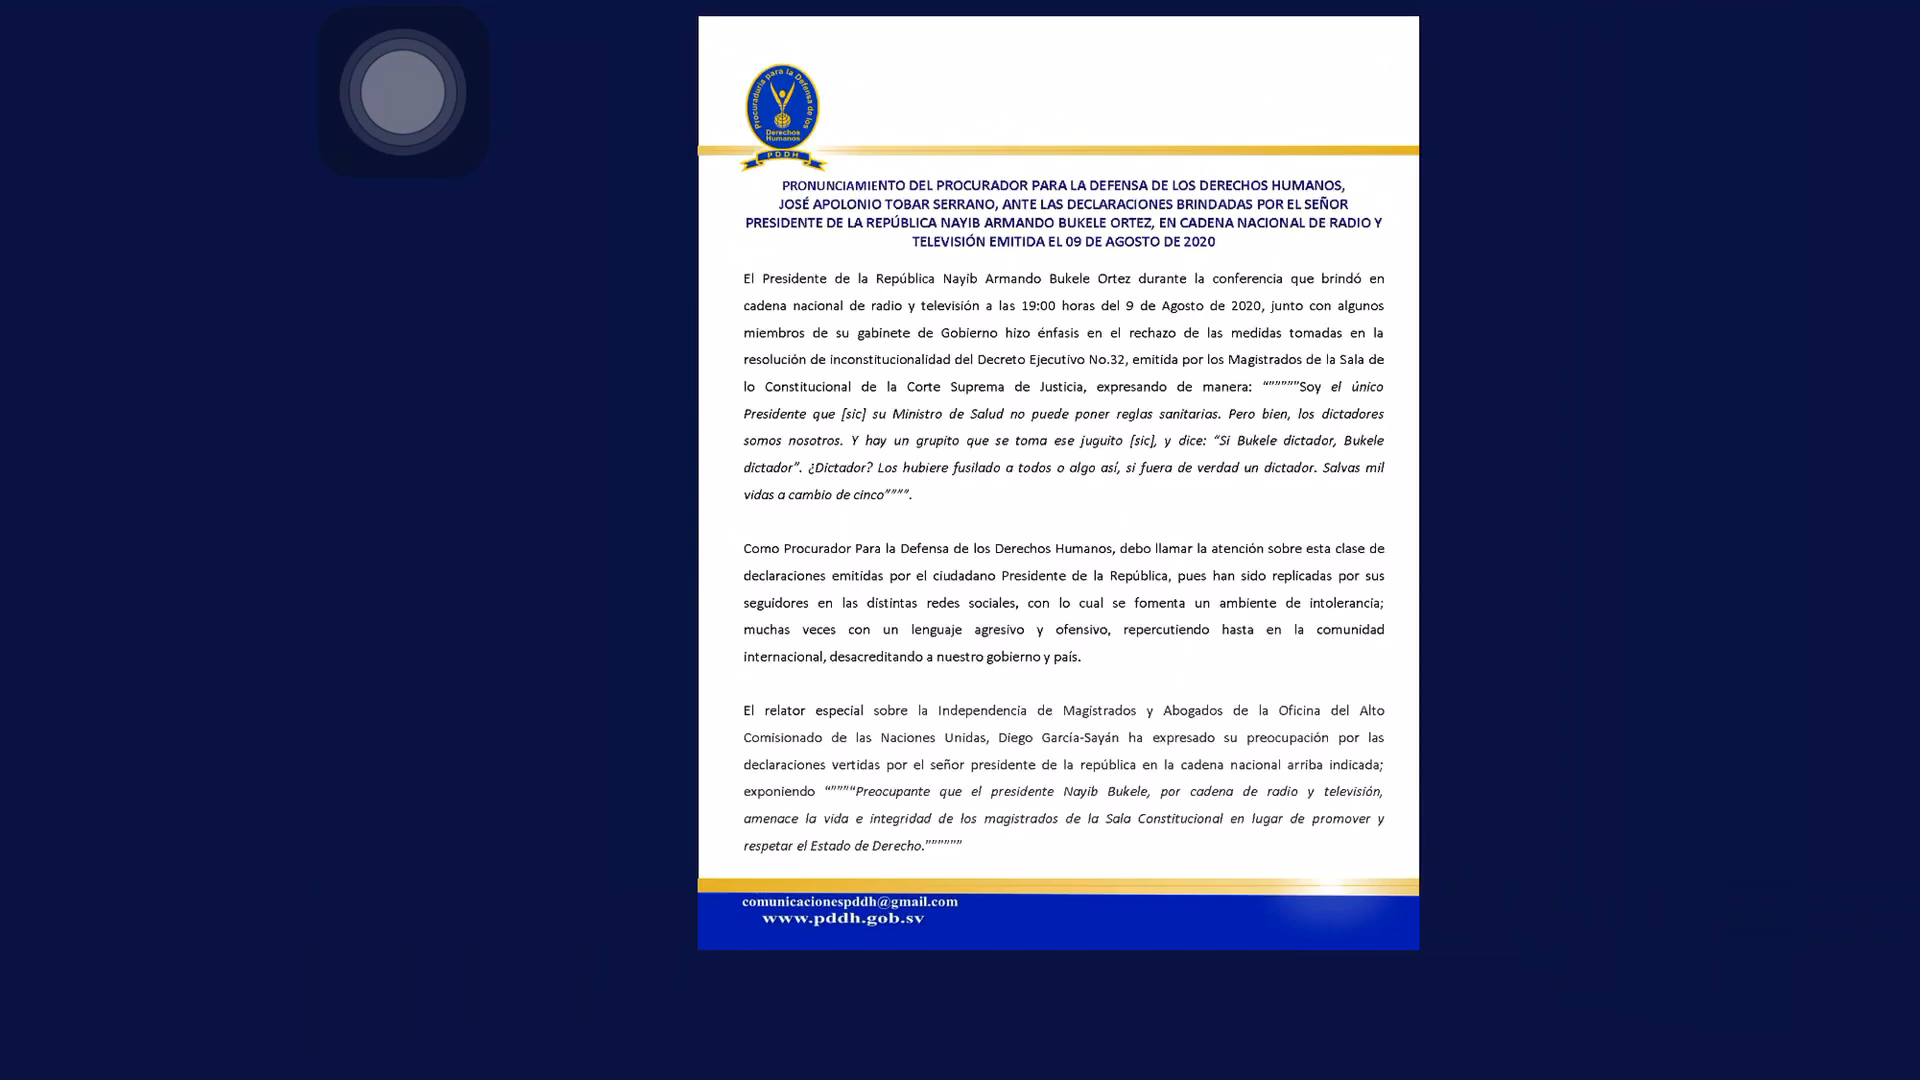 Procuraduría para la Defensa de los
Derechos
Humanos
PDDH
PRONUNCIAMIENTO DEL PROCURADOR PARA LA DEFENSA DE LOS DERECHOS HUMANOS,
JOSÉ APOLONIO TOBAR SERRANO, ANTE LAS DECLARACIONES BRINDADAS POR EL SEÑOR
PRESIDENTE DE LA REPÚBLICA NAYIB ARMANDO BUKELE ORTEZ, EN CADENA NACIONAL DE RADIO Y
TELEVISIÓN EMITIDA EL 09 DE AGOSTO DE 2020
El Presidente de la República Nayib Armando Bukele Ortez durante la conferencia que brindó en
cadena nacional de radio y televisión a las 19:00 horas del 9 de Agosto de 2020, junto con algunos
miembros de su gabinete de Gobierno hizo énfasis en el rechazo de las medidas tomadas en la
resolución de inconstitucionalidad del Decreto Ejecutivo No.32, emitida por los Magistrados de la Sala de
lo Constitucional de la Corte Suprema de Justicia, expresando de manera: “”””””Soy el único
Presidente que [sic] su Ministro de Salud no puede poner reglas sanitarias. Pero bien, los dictadores
somos nosotros. Y hay un grupito que se toma ese juguito [sic], y dice: “Si Bukele dictador, Bukele
dictador”. ¿Dictador? Los hubiere fusilado a todos o algo así, si fuera de verdad un dictador. Salvas mil
vidas a cambio de cinco””””.
Como Procurador Para la Defensa de los Derechos Humanos, debo llamar la atención sobre esta clase de
declaraciones emitidas por el ciudadano Presidente de la República, pues han sido replicadas por sus
seguidores en las distintas redes sociales, con lo cual se fomenta un ambiente de intolerancia;
muchas veces con un lenguaje agresivo y ofensivo, repercutiendo hasta en la comunidad
internacional, desacreditando a nuestro gobierno y país.
El relator especial sobre la Independencia de Magistrados y Abogados de la Oficina del Alto
Comisionado de las Naciones Unidas, Diego García-Sayán ha expresado su preocupación por las
declaraciones vertidas por el señor presidente de la república en la cadena nacional arriba indicada;
exponiendo “””””“Preocupante que el presidente Nayib Bukele, por cadena de radio y televisión,
amenace la vida e integridad de los magistrados de la Sala Constitucional en lugar de promover y
respetar el Estado de Derecho.””””””
comunicacionespddh@gmail.com
www.pddh.gob.sv